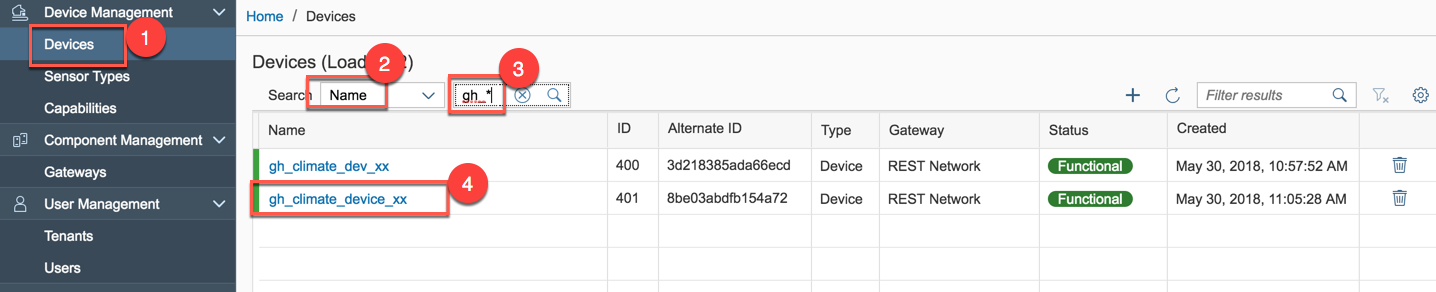 Device Management
Devices
1
Sensor Types
Capabilities
Component Management
Gateways
User Management
Tenants
Users
Home / Devices
Devices (Load 2)
2
3
Search Name gh_* Filter results
Name ID Alternate ID Type Gateway Status Created
gh_climate_dev_xx 400 3d218385ada66ecd Device REST Network Functional May 30, 2018, 10:57:52 AM
gh_climate_device_xx 401 8be03abdfb154a72 Device REST Network Functional May 30, 2018, 11:05:28 AM
4